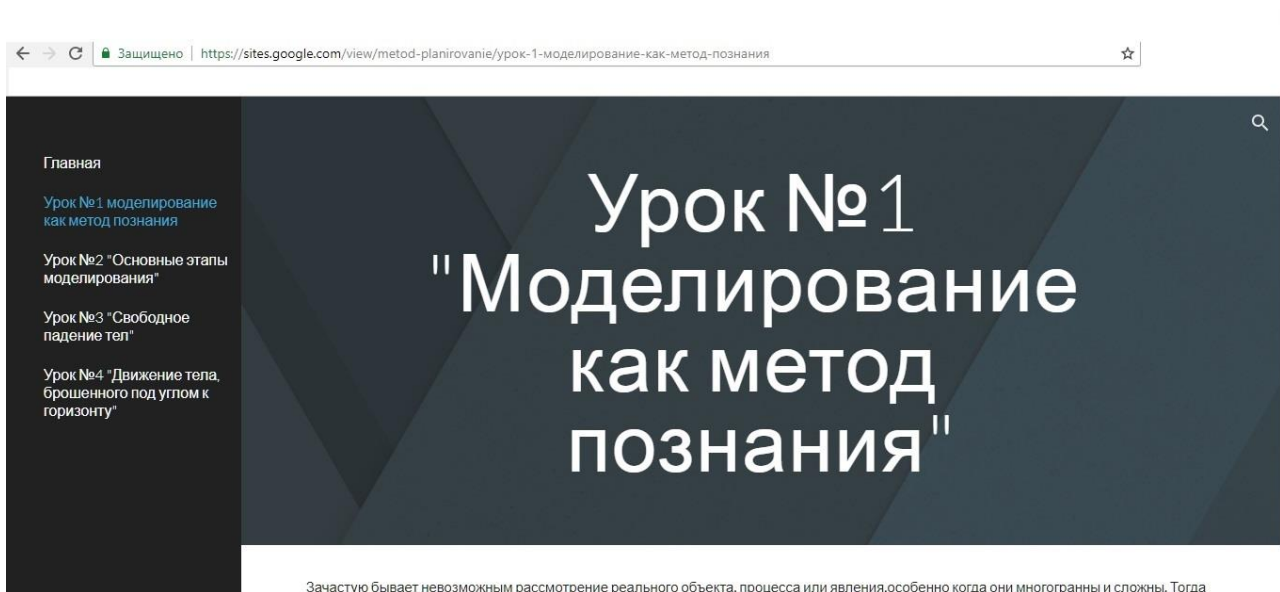 Защищено | https://sites.google.com/view/metod-planirovanie/урок-1-моделирование-как-метод-познания
Главная
Урок №1 моделирование
как метод познания
Урок №2 "Основные этапы
моделирования"
Урок №3 "Свободное
падение тел"
Урок №4 "Движение тела,
брошенного под углом к
горизонту"
Урок №1
"Моделирование
как метод
познания"
Зачастую бывает невозможным рассмотрение реального объекта, процесса или явления,особенно когда они многогранны и сложны. Тогда